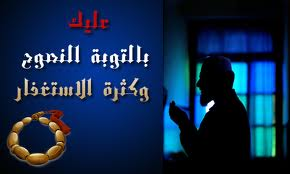 عليك
بالتوبة النصوح
وكثرة الاستغفار